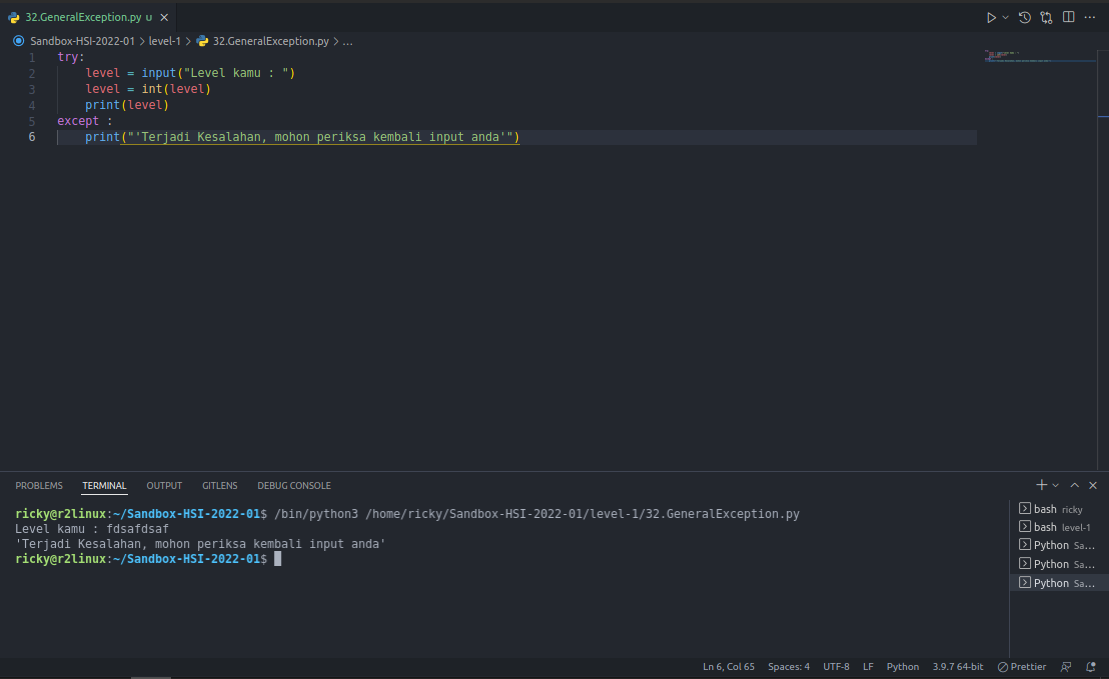 32.GeneralException.py U
Sandbox-HSI-2022-01 > level-1 > 32.GeneralException.py > ...
1 try:
2 level = input("Level kamu : ")
3 level = int(level)
4 print(level)
5 except :
6 print("'Terjadi Kesalahan, mohon periksa kembali input anda'")
PROBLEMS TERMINAL OUTPUT GITLENS DEBUG CONSOLE
ricky@r2linux:~/Sandbox-HSI-2022-01$ /bin/python3 /home/ricky/Sandbox-HSI-2022-01/level-1/32.GeneralException.py
Level kamu : fdsafdsaf
'Terjadi Kesalahan, mohon periksa kembali input anda'
ricky@r2linux:~/Sandbox-HSI-2022-01$
bash ricky
bash level-1
Python Sa...
Python Sa...
Python Sa...
Ln 6, Col 65 Spaces: 4 UTF-8 LF Python 3.9.7 64-bit Prettier